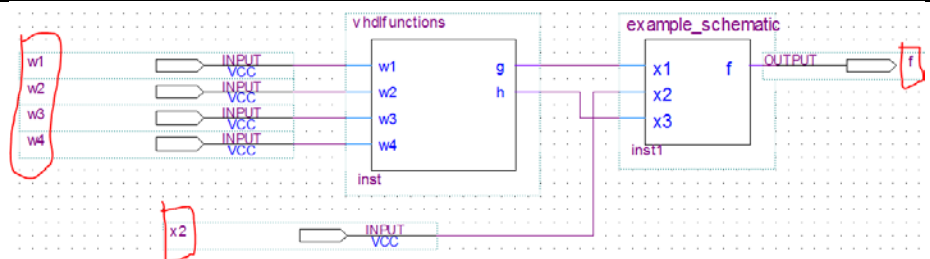 vhdlfunctions
example_schematic
w1 INPUT VCC w1 g x1 f OUTPUT f
w2 INPUT VCC w2 h x2
w3 INPUT VCC w3 x3
w4 INPUT VCC w4
inst
inst1
x2 INPUT VCC